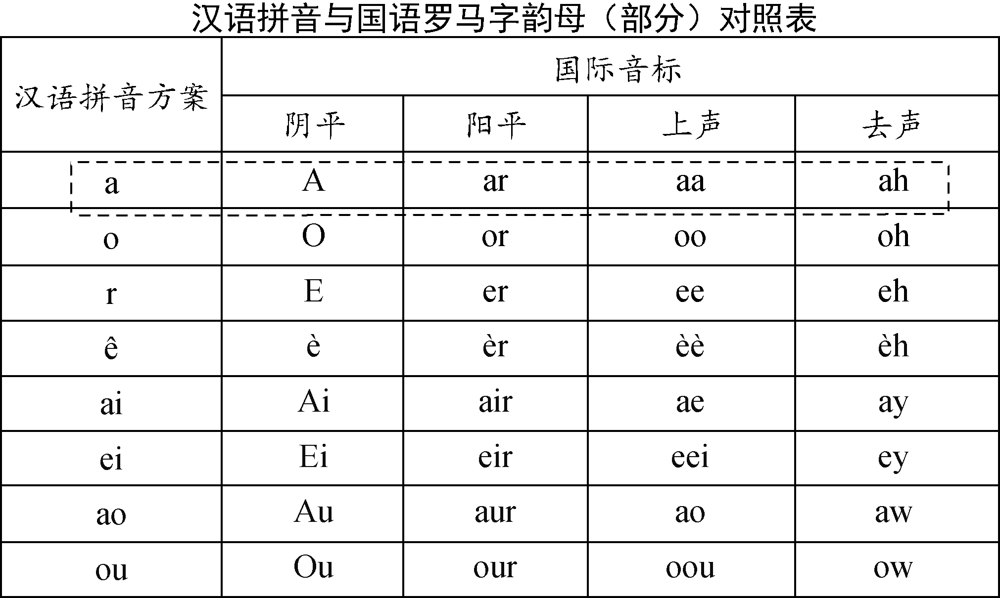 汉语拼音与国语罗马字韵母（部分）对照表
汉语拼音方案 国际音标
阴平 阳平 上声 去声
a A ar aa ah
o O or oo oh
r E er ee eh
ê è èr èè èh
ai Ai air ae ay
ei Ei eir eei ey
ao Au aur ao aw
ou Ou our oou ow